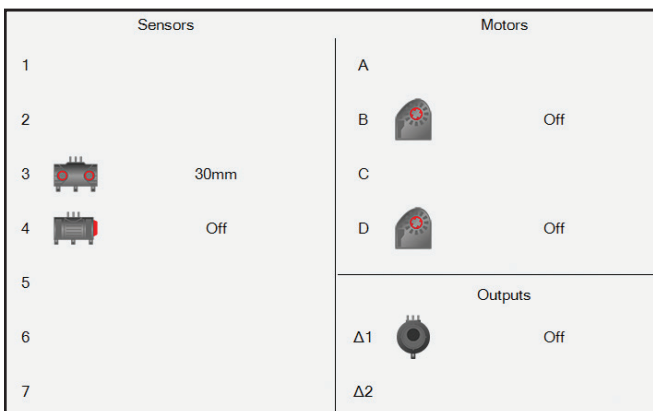 Sensors
1
2
3 30mm
4 Off
5
6
7
Motors
A
B Off
C
D Off
Outputs
Δ1 Off
Δ2